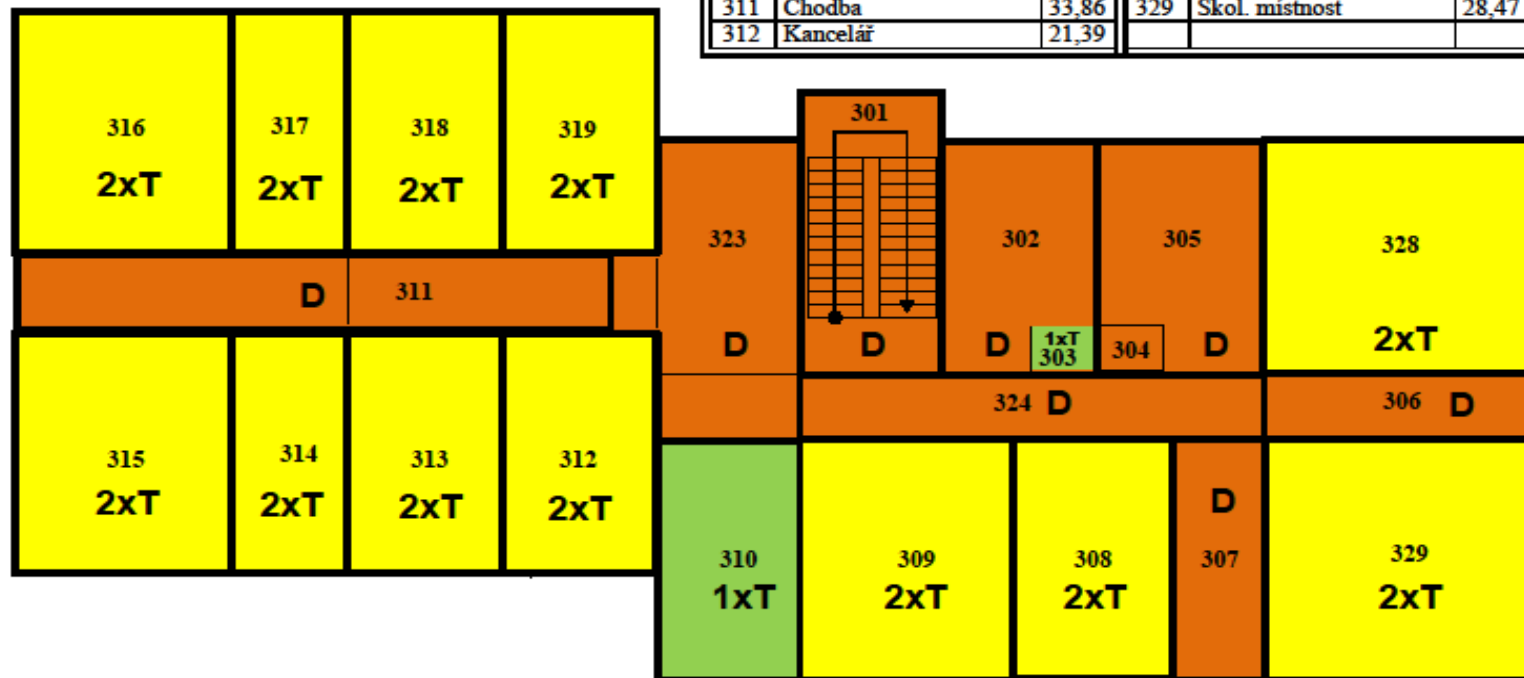 311 Chodba 33,86 329 Skol. místnost 28,47
312 Kancelář 21,39
301
316 317 318 319
2xT 2xT 2xT 2xT
323 302 305 328
D 311
D D D 1xT 303 304 D 2xT
324 D 306 D
315 314 313 312
2xT 2xT 2xT 2xT
D
310 309 308 307 329
1xT 2xT 2xT 2xT